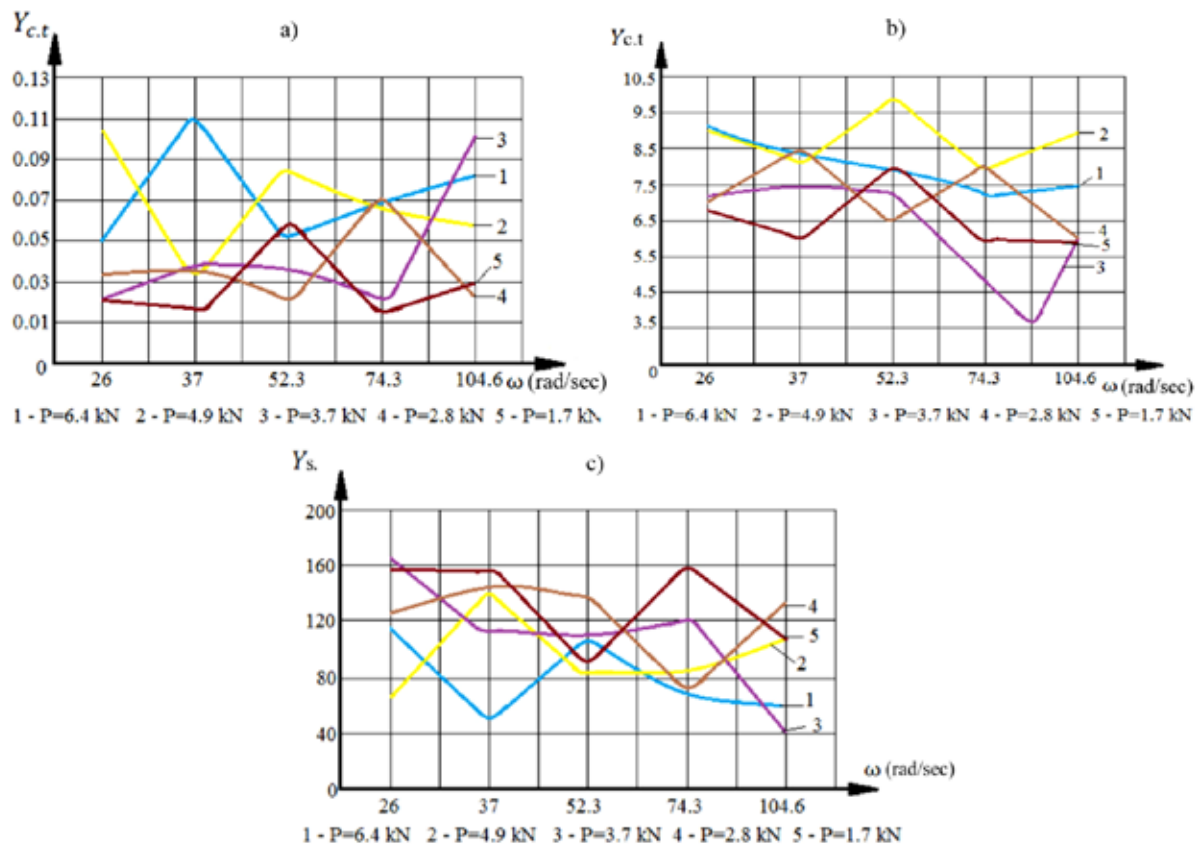 Y_c.t
a)
0.13
0.11
0.09
0.07
0.05
0.03
0.01
0
3
1
2
5
4
26 37 52.3 74.3 104.6 ω (rad/sec)
1 - P=6.4 kN 2 - P=4.9 kN 3 - P=3.7 kN 4 - P=2.8 kN 5 - P=1.7 kN
Y_c.t
b)
10.5
9.5
8.5
7.5
6.5
5.5
4.5
3.5
0
2
1
4
5
3
26 37 52.3 74.3 104.6 ω (rad/sec)
1 - P=6.4 kN 2 - P=4.9 kN 3 - P=3.7 kN 4 - P=2.8 kN 5 - P=1.7 kN
Y_s.
c)
200
160
120
80
40
0
4
5
2
1
3
ω (rad/sec)
26 37 52.3 74.3 104.6
1 - P=6.4 kN 2 - P=4.9 kN 3 - P=3.7 kN 4 - P=2.8 kN 5 - P=1.7 kN